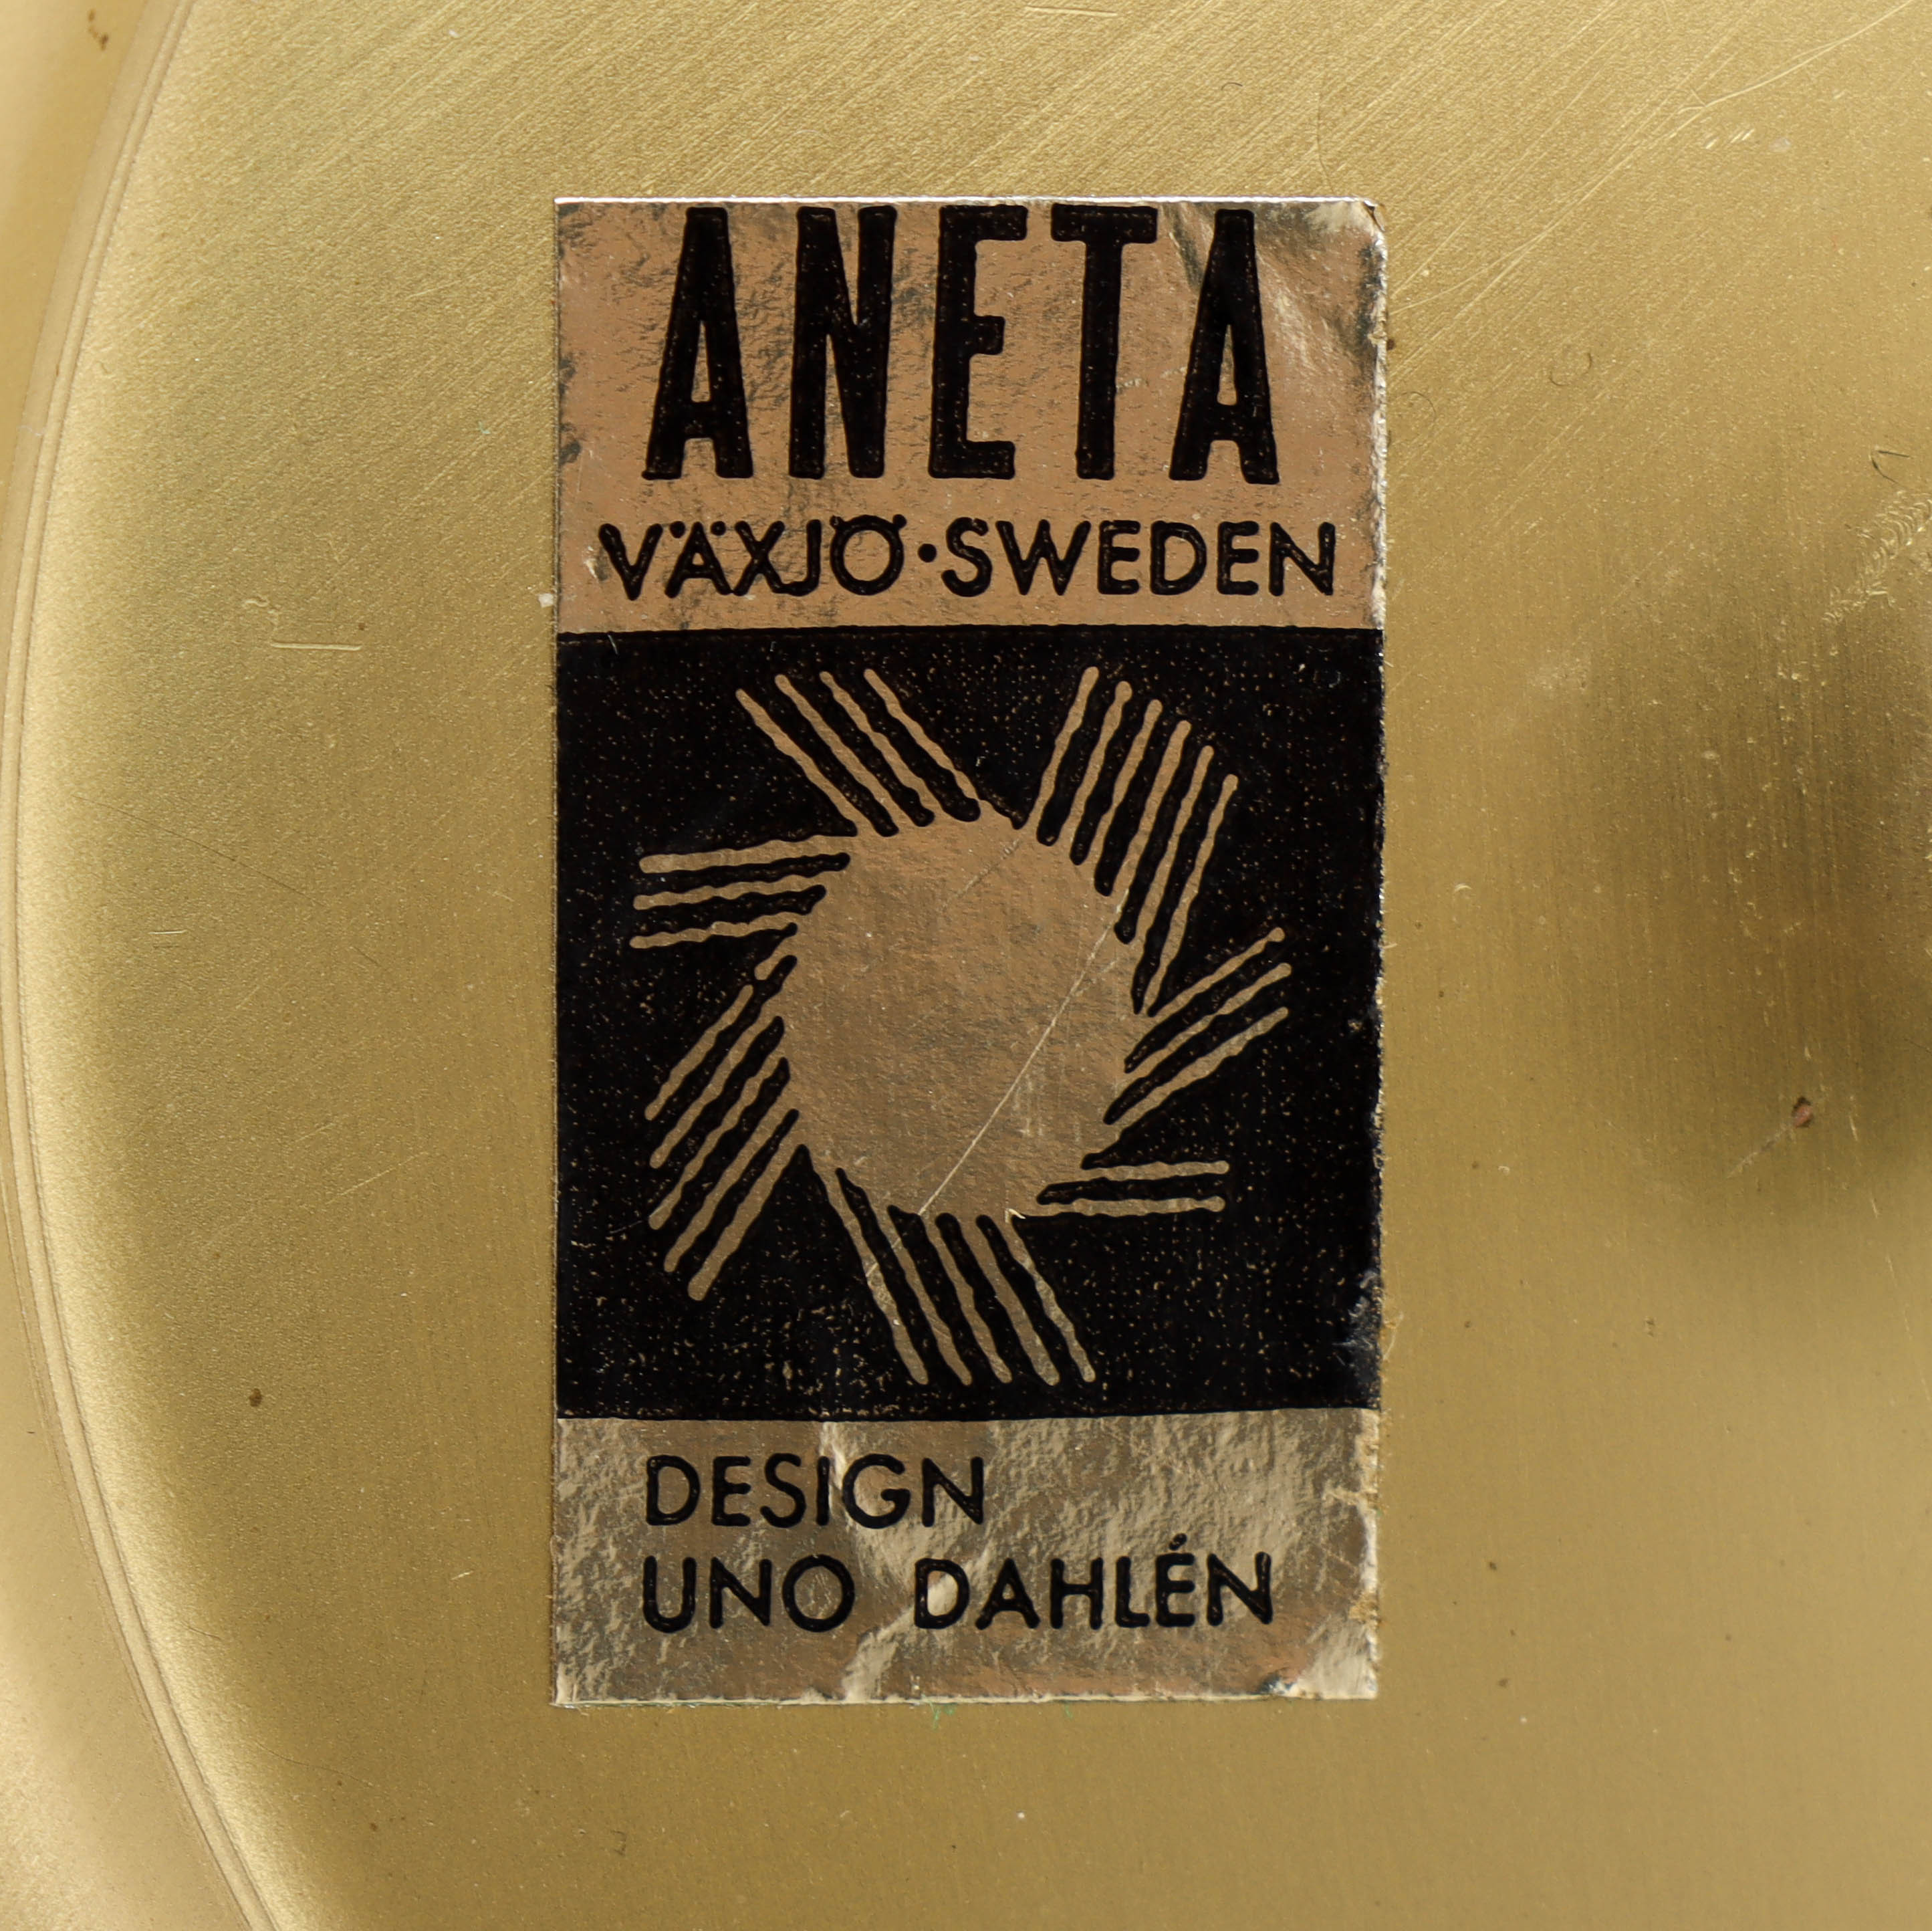 ANETA
VÄXJÖ·SWEDEN
DESIGN
UNO DAHLÉN